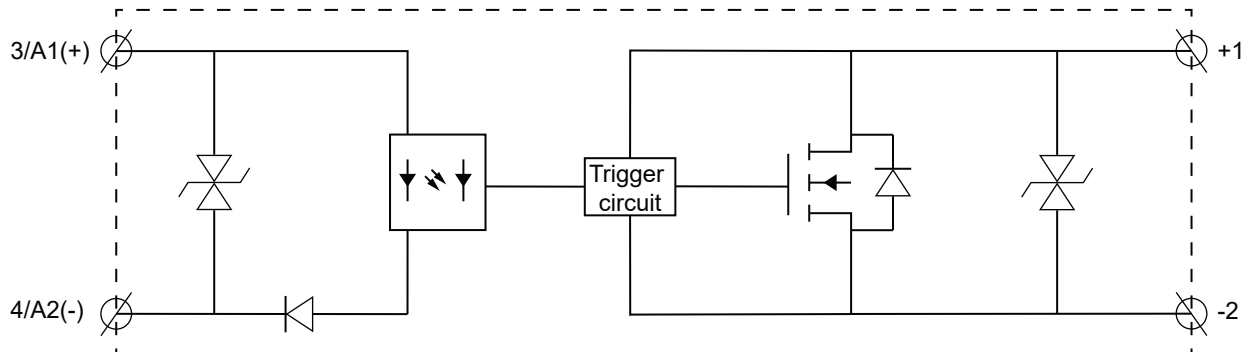 3/A1(+)
+1
Trigger
circuit
4/A2(-)
-2